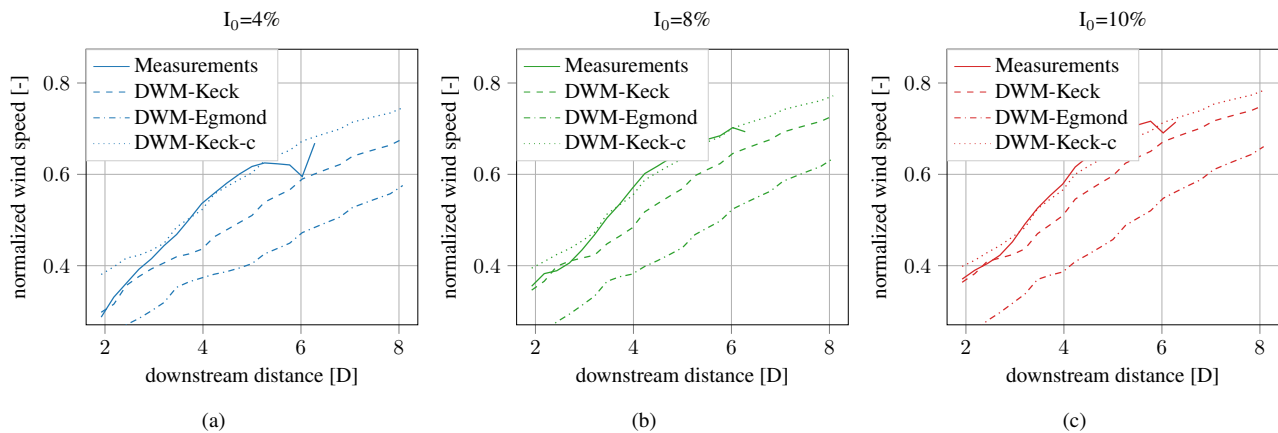 I₀=4%
normalized wind speed [-]
0.8
0.6
0.4
Measurements
DWM-Keck
DWM-Egmond
DWM-Keck-c
2 4 6 8
downstream distance [D]
(a)
I₀=8%
normalized wind speed [-]
0.8
0.6
0.4
Measurements
DWM-Keck
DWM-Egmond
DWM-Keck-c
2 4 6 8
downstream distance [D]
(b)
I₀=10%
normalized wind speed [-]
0.8
0.6
0.4
Measurements
DWM-Keck
DWM-Egmond
DWM-Keck-c
2 4 6 8
downstream distance [D]
(c)